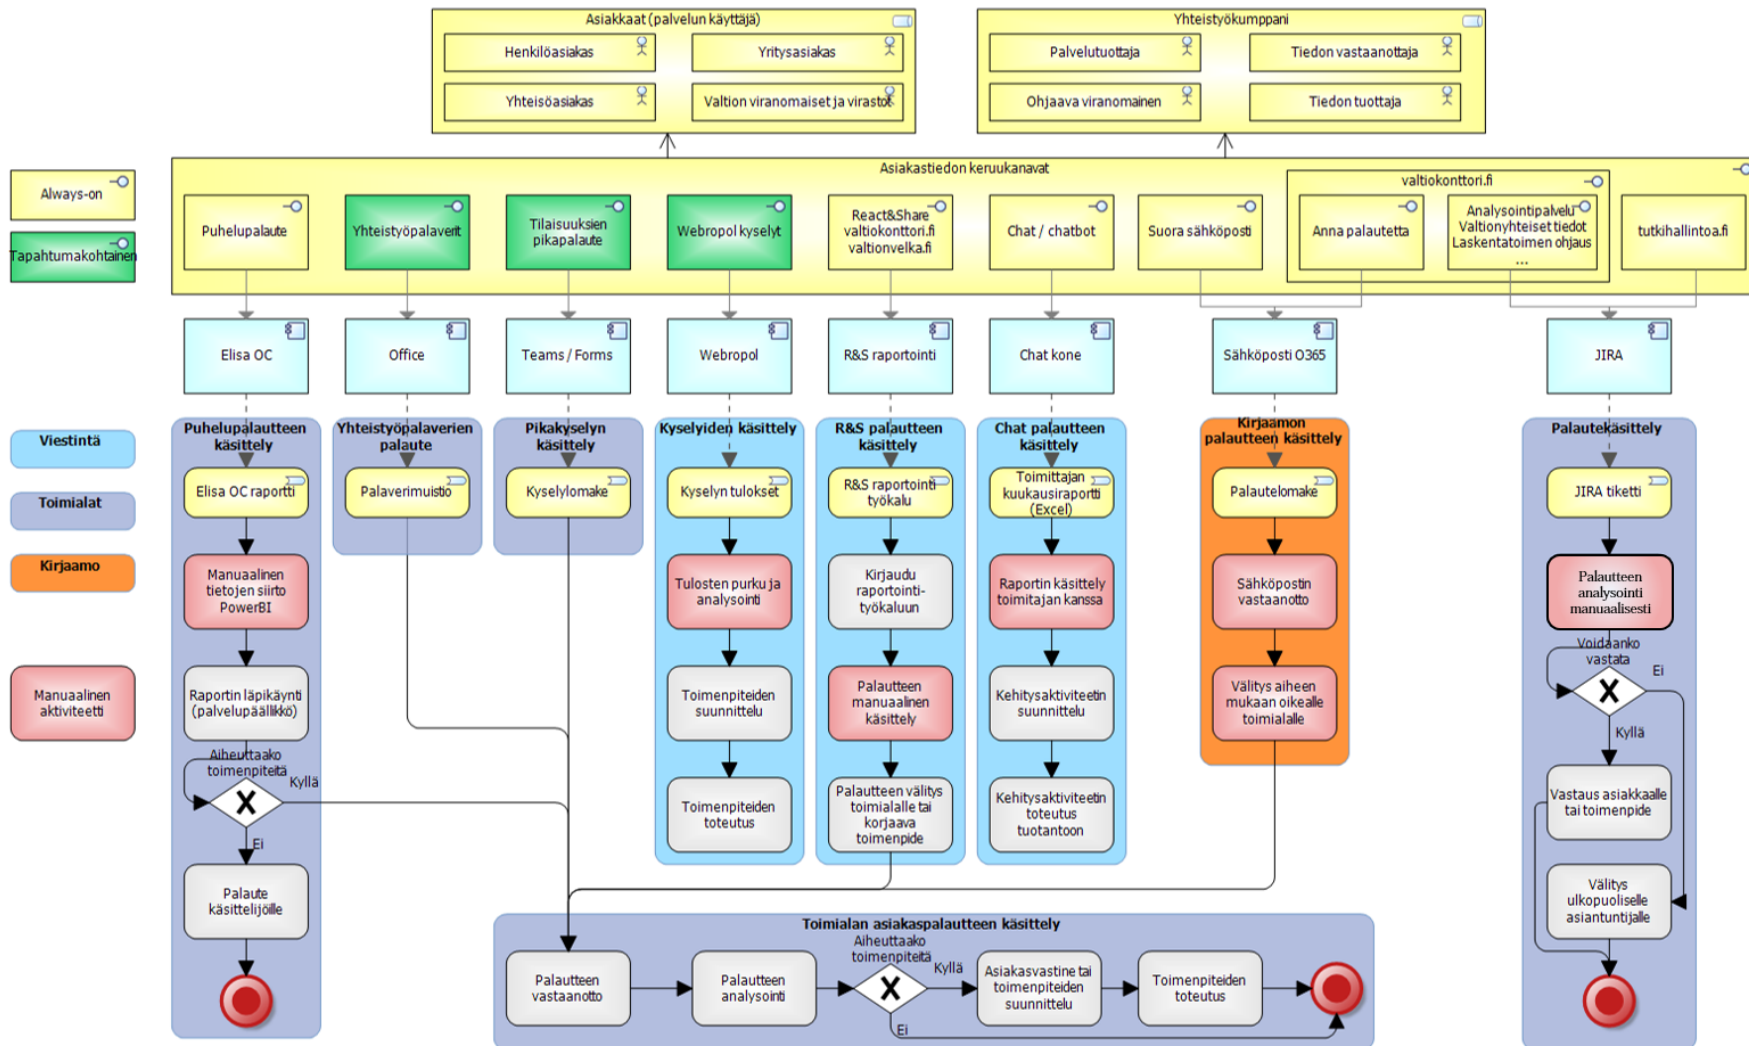 Asiakkaat (palvelun käyttäjä)
Henkilöasiakas
Yritysasiakas
Yhteisöasiakas
Valtion viranomaiset ja virastot
Yhteistyökumppani
Palvelutuottaja
Tiedon vastaanottaja
Ohjaava viranomainen
Tiedon tuottaja
Always-on
Tapahtumakohtainen
Asiakastiedon keruukanavat
Puhelupalaute
Yhteistyöpalaverit
Tilaisuuksien
pikapalaute
Webropol kyselyt
React&Share
valtiokonttori.fi
valtionvelka.fi
Chat / chatbot
Suora sähköposti
valtiokonttori.fi
Anna palautetta
Analysointipalvelu
Valtionyhteiset tiedot
Laskentatoimen ohjaus
...
tutkihallintoa.fi
Elisa OC
Office
Teams / Forms
Webropol
R&S raportointi
Chat kone
Sähköposti O365
JIRA
Viestintä
Toimialat
Kirjaamo
Manuaalinen
aktiviteetti
Puhelupalautteen
käsittely
Elisa OC raportti
Manuaalinen
tietojen siirto
PowerBI
Raportin läpikäynti
(palvelupäällikkö)
Aiheuttaako
toimenpiteitä
Kyllä
Ei
Palaute
käsittelijöille
Yhteistyöpalaverien
palaute
Palaverimuistio
Pikakyselyn
käsittely
Kyselylomake
Kyselyiden käsittely
Kyselyn tulokset
Tulosten purku ja
analysointi
Toimenpiteiden
suunnittelu
Toimenpiteiden
toteutus
R&S palautteen
käsittely
R&S raportointi
työkalu
Kirjaudu
raportointi-
työkaluun
Palautteen
manuaalinen
käsittely
Palautteen välitys
toimialalle tai
korjaava
toimenpide
Chat palautteen
käsittely
Toimittajan
kuukausiraportti
(Excel)
Raportin käsittely
toimitajan kanssa
Kehitysaktiviteetin
suunnittelu
Kehitysaktiviteetin
toteutus
tuotantoon
Kirjaamon
palautteen käsittely
Palautelomake
Sähköpostin
vastaanotto
Välitys aiheen
mukaan oikealle
toimialalle
Palautekäsittely
JIRA tiketti
Palautteen
analysointi
manuaalisesti
Voidaanko
vastata
Ei
Kyllä
Vastaus asiakkaalle
tai toimenpide
Välitys
ulkopuoliselle
asiantuntijalle
Toimialan asiakaspalautteen käsittely
Palautteen
vastaanotto
Palautteen
analysointi
Aiheuttaako
toimenpiteitä
Kyllä
Ei
Asiakasvastine tai
toimenpiteiden
suunnittelu
Toimenpiteiden
toteutus